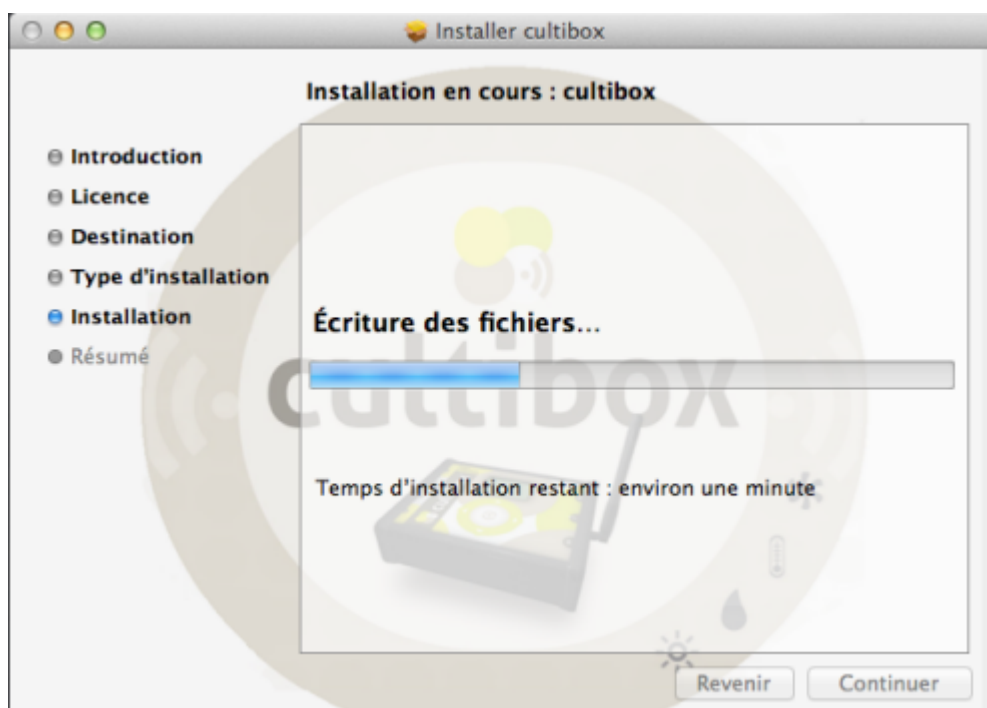 Installer cultibox
Installation en cours : cultibox
Introduction
Licence
Destination
Type d'installation
Installation
Résumé
Écriture des fichiers...
cultibox
Temps d'installation restant : environ une minute
Revenir
Continuer